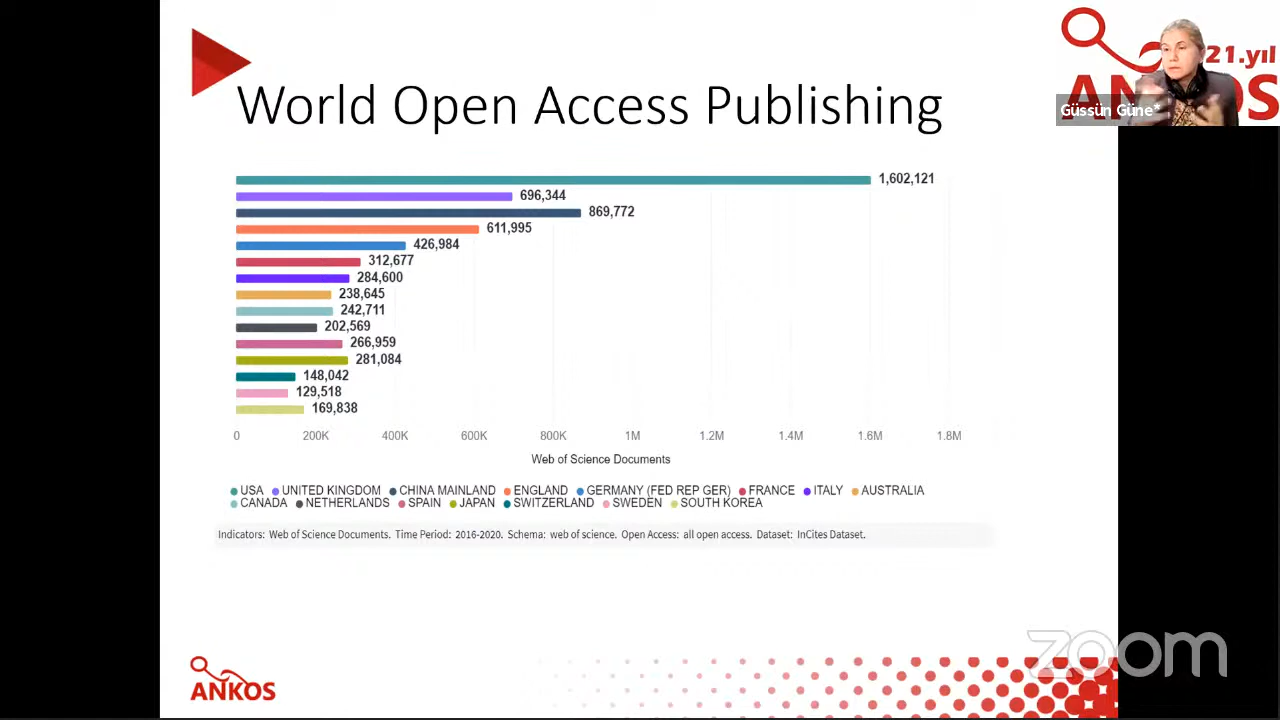 21.yıl
ANKOS
Güssün Güne*
World Open Access Publishing
1,602,121
696,344
869,772
611,995
426,984
312,677
284,600
238,645
242,711
202,569
266,959
281,084
148,042
129,518
169,838
0 200K 400K 600K 800K 1M 1.2M 1.4M 1.6M 1.8M
Web of Science Documents
USA UNITED KINGDOM CHINA MAINLAND ENGLAND GERMANY (FED REP GER) FRANCE ITALY AUSTRALIA
CANADA NETHERLANDS SPAIN JAPAN SWITZERLAND SWEDEN SOUTH KOREA
Indicators: Web of Science Documents. Time Period: 2016-2020. Schema: web of science. Open Access: all open access. Dataset: InCites Dataset.
zoom
ANKOS